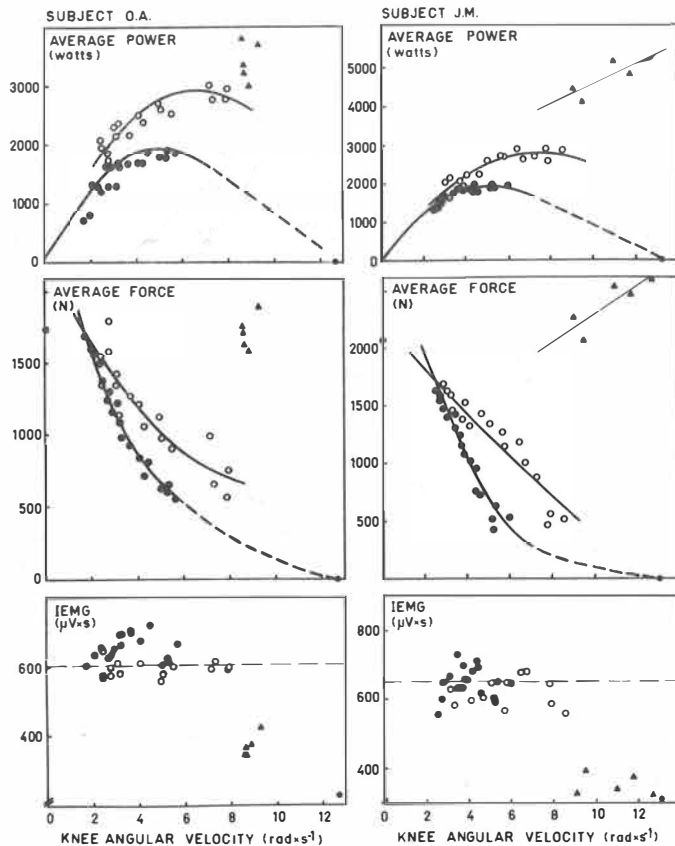 SUBJECT O.A.
AVERAGE POWER
(watts)
3000
2000
1000
0
AVERAGE FORCE
(N)
1500
1000
500
0
IEMG
(µV×s)
600
400
0 2 4 6 8 10 12
KNEE ANGULAR VELOCITY (rad×s⁻¹)
SUBJECT J.M.
AVERAGE POWER
(watts)
5000
4000
3000
2000
1000
0
AVERAGE FORCE
(N)
2000
1500
1000
500
0
IEMG
(µV×s)
800
600
400
0 2 4 6 8 10 12
KNEE ANGULAR VELOCITY (rad×s⁻¹)